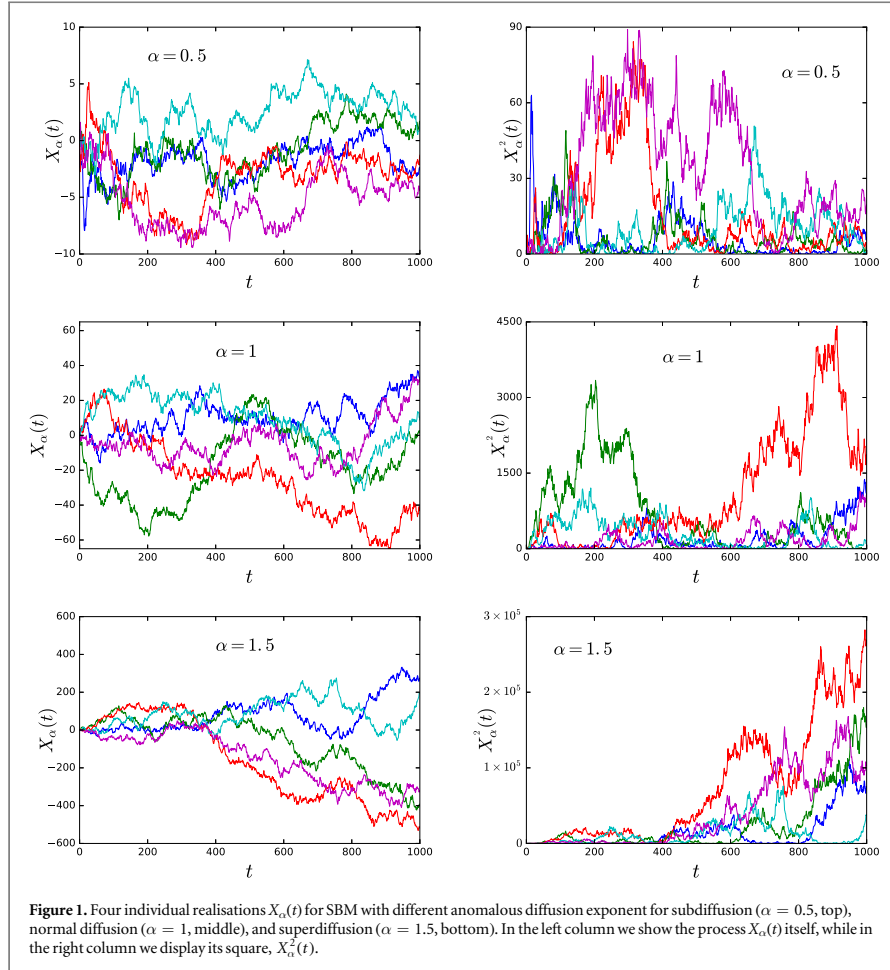 α = 0.5
10
5
0
−5
−10
X_α(t)
0 200 400 600 800 1000
t
α = 0.5
90
60
30
0
X_α^2(t)
0 200 400 600 800 1000
t
α = 1
60
40
20
0
−20
−40
−60
X_α(t)
0 200 400 600 800 1000
t
α = 1
4500
3000
1500
0
X_α^2(t)
0 200 400 600 800 1000
t
α = 1.5
600
400
200
0
−200
−400
−600
X_α(t)
0 200 400 600 800 1000
t
α = 1.5
3 × 10^5
2 × 10^5
1 × 10^5
0
X_α^2(t)
0 200 400 600 800 1000
t
Figure 1. Four individual realisations X_α(t) for SBM with different anomalous diffusion exponent for subdiffusion (α = 0.5, top),
normal diffusion (α = 1, middle), and superdiffusion (α = 1.5, bottom). In the left column we show the process X_α(t) itself, while in
the right column we display its square, X_α^2(t).